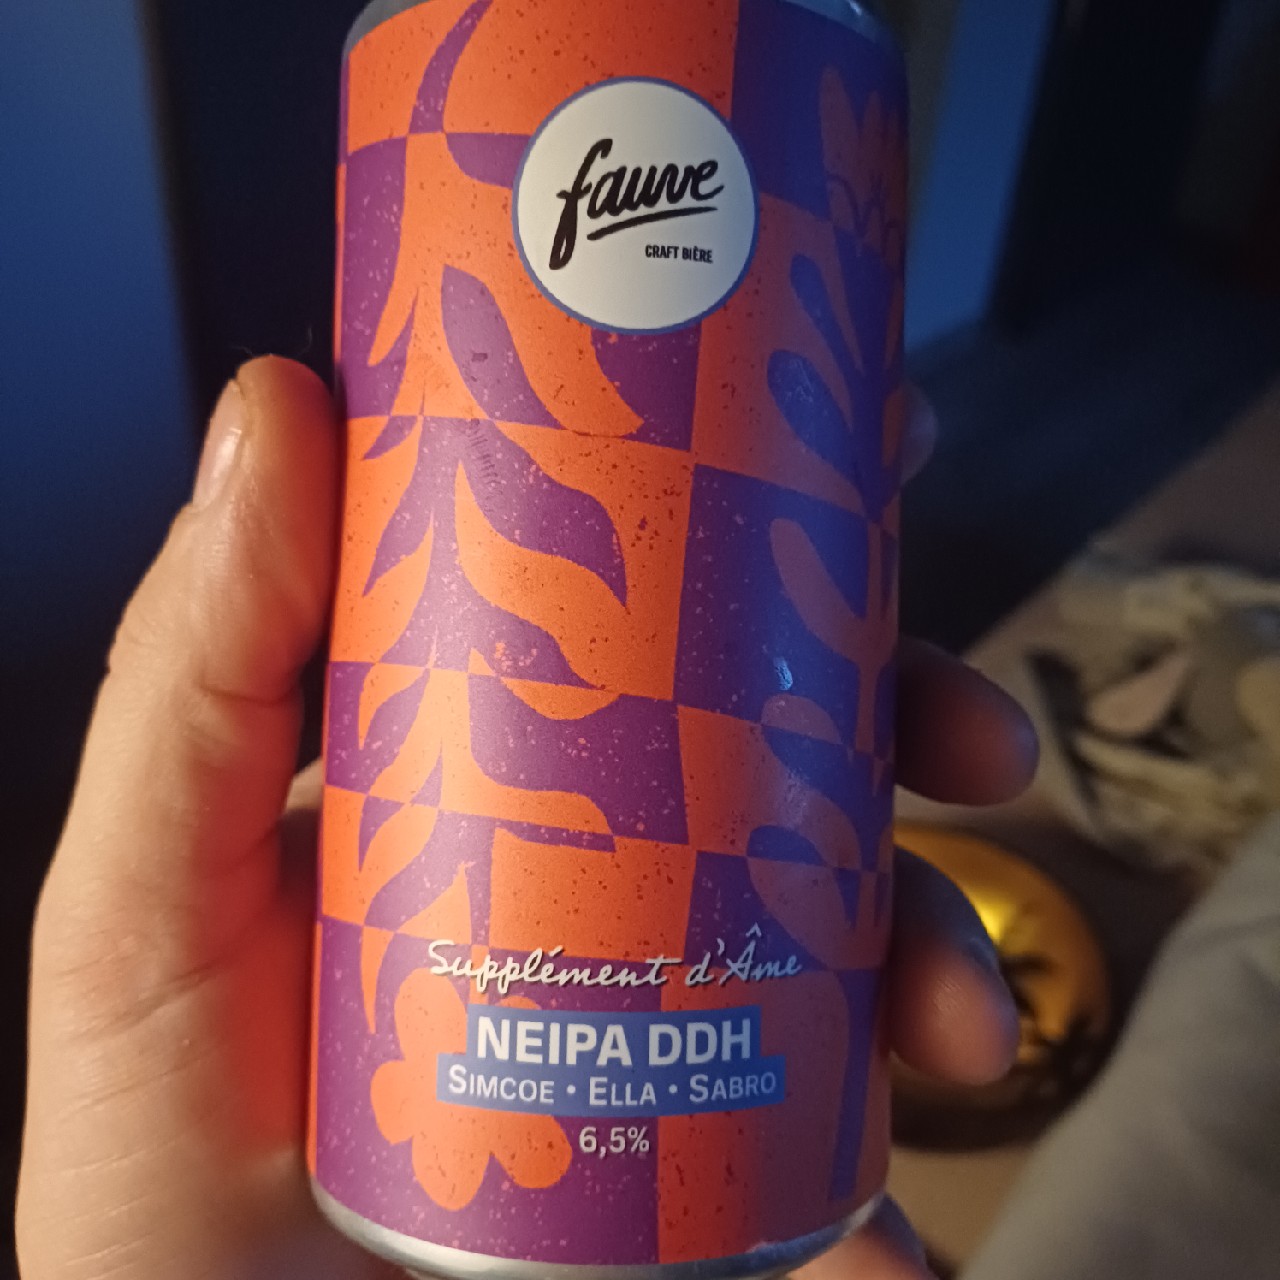 fauve
CRAFT BIÈRE
Supplément d'Âme
NEIPA DDH
SIMCOE • ELLA • SABRO
6,5%